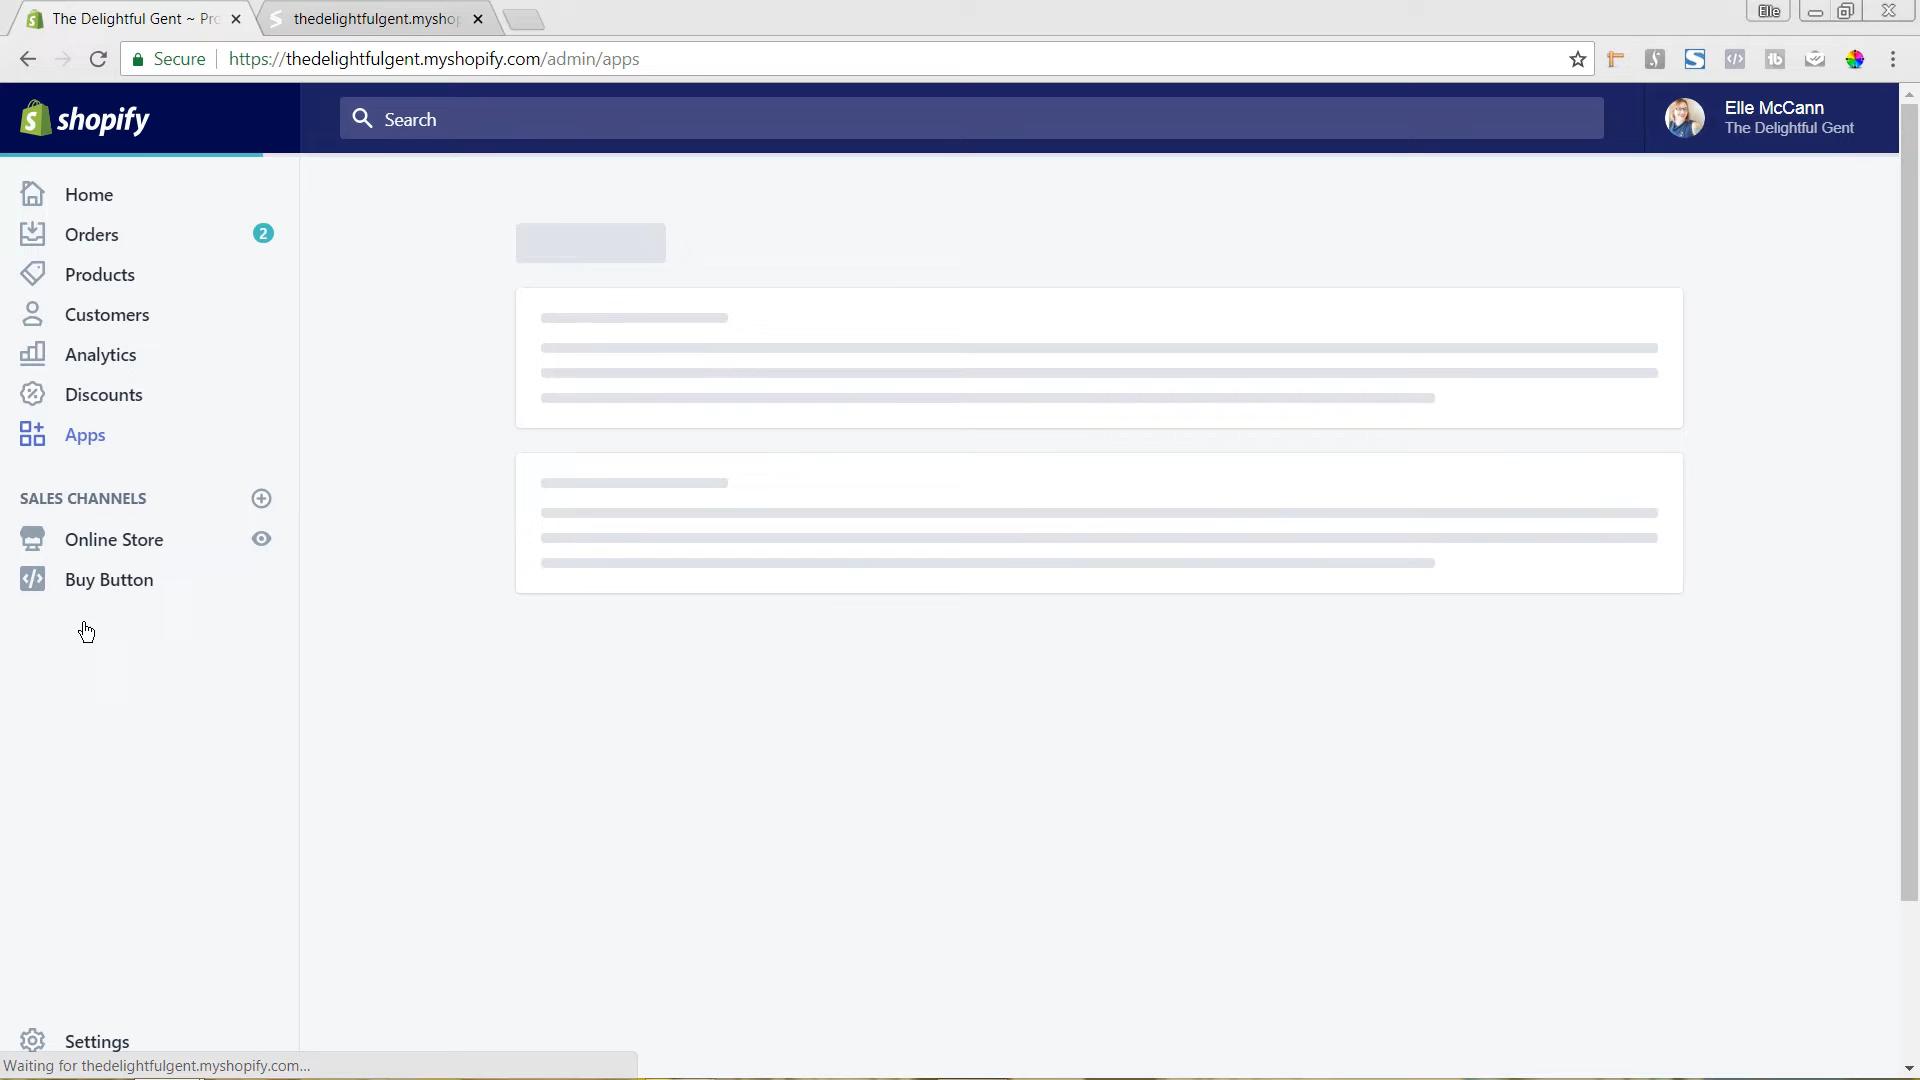 The Delightful Gent ~ Pro
thedelightfulgent.myshop
Elle
Secure
https://thedelightfulgent.myshopify.com/admin/apps
shopify
Search
Elle McCann
The Delightful Gent
Home
Orders
2
Products
Customers
Analytics
Discounts
Apps
SALES CHANNELS
Online Store
Buy Button
Settings
Waiting for thedelightfulgent.myshopify.com...